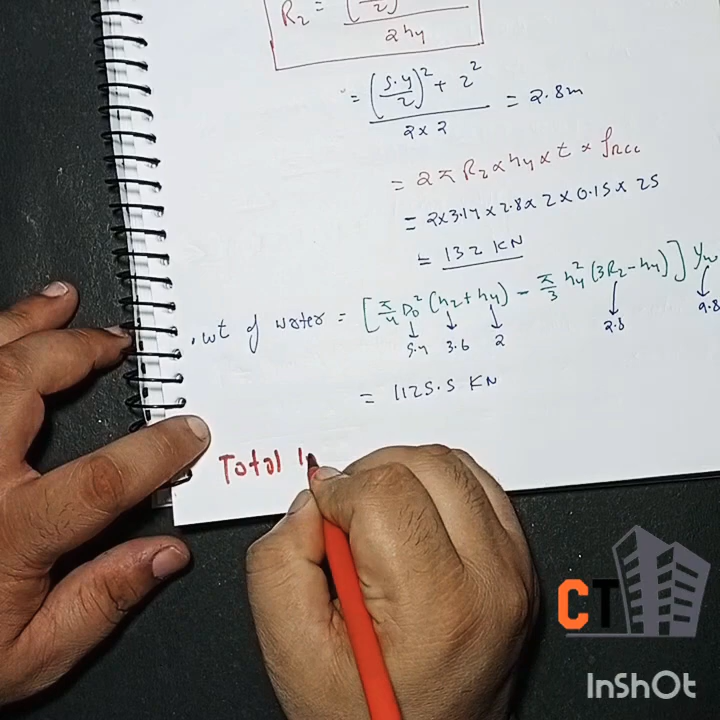 R₂ = (/2) / 2h₄
= ((5.4/2)² + 2²) / (2×2) = 2.8m
= 2π R₂ × h₄ × t × ρRCC
= 2×3.14×2.8×2×0.15×25
= 132 KN
. wt of water = [π/4 D₀² (h₂+h₄) − π/3 h₄² (3R₂−h₄)] γw
5.4 3.6 2 2.8 9.8
= 1125.5 KN
Total
CT
InShOt